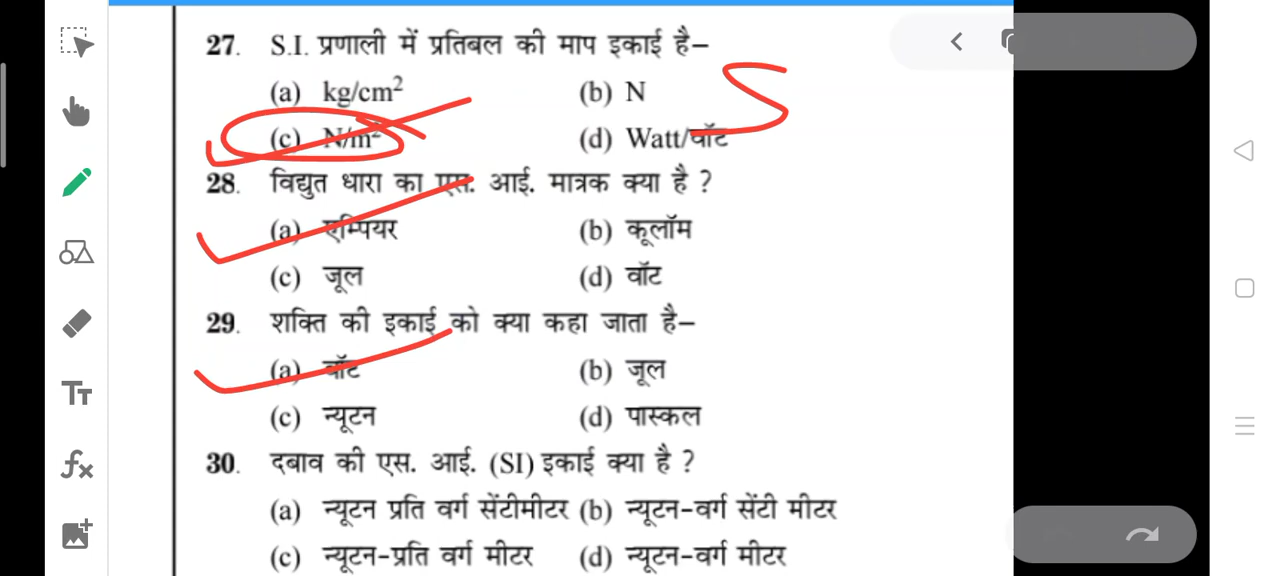 27. S.I. प्रणाली में प्रतिबल की माप इकाई है–
(a) kg/cm² (b) N
(c) N/m² (d) Watt/वॉट
28. विद्युत धारा का एस. आई. मात्रक क्या है ?
(a) एम्पियर (b) कूलॉम
(c) जूल (d) वॉट
29. शक्ति की इकाई को क्या कहा जाता है–
(a) वॉट (b) जूल
(c) न्यूटन (d) पास्कल
30. दबाव की एस. आई. (SI) इकाई क्या है ?
(a) न्यूटन प्रति वर्ग सेंटीमीटर (b) न्यूटन-वर्ग सेंटी मीटर
(c) न्यूटन-प्रति वर्ग मीटर (d) न्यूटन-वर्ग मीटर
TT
fx